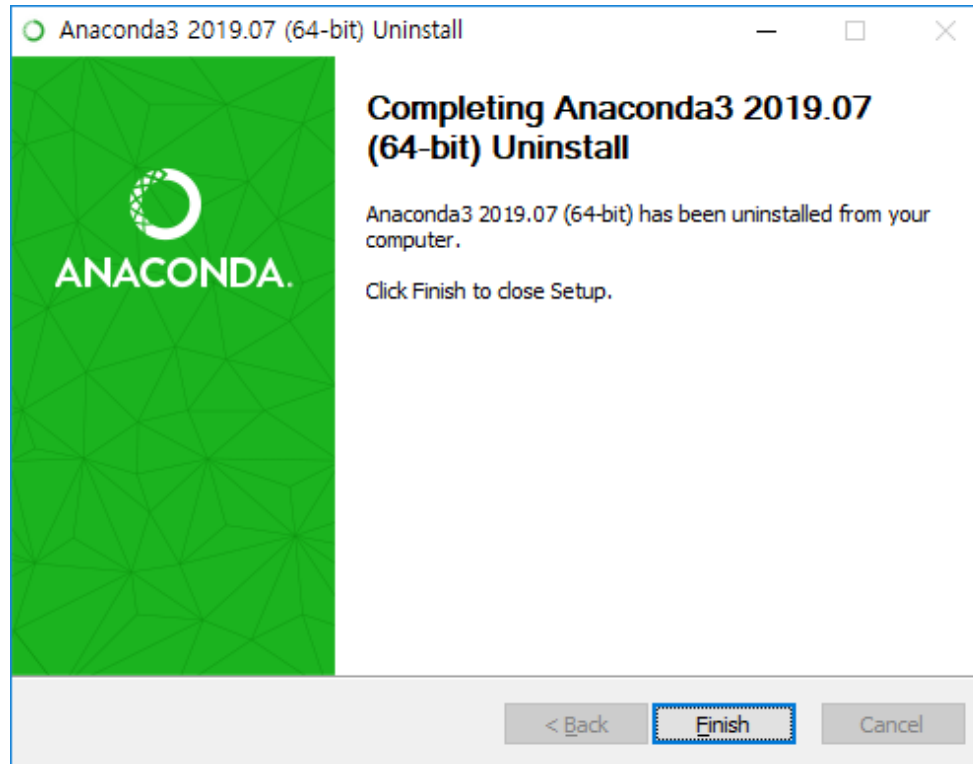 Anaconda3 2019.07 (64-bit) Uninstall
ANACONDA.
Completing Anaconda3 2019.07
(64-bit) Uninstall
Anaconda3 2019.07 (64-bit) has been uninstalled from your
computer.
Click Finish to close Setup.
< Back
Finish
Cancel